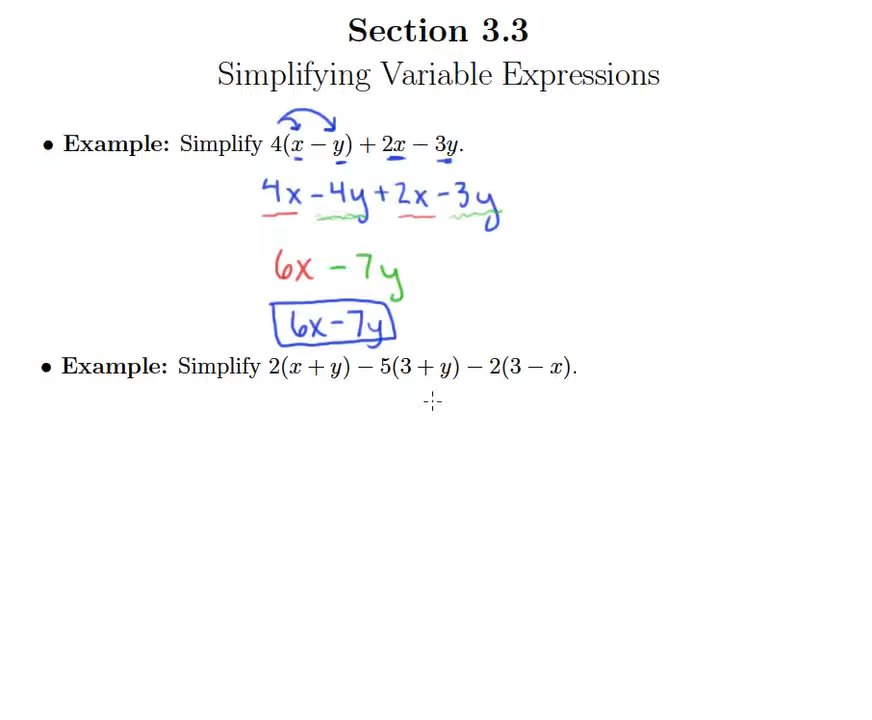 Section 3.3
Simplifying Variable Expressions
• Example: Simplify 4(x − y) + 2x − 3y.
4x - 4y + 2x - 3y
6x - 7y
6x - 7y
• Example: Simplify 2(x + y) − 5(3 + y) − 2(3 − x).